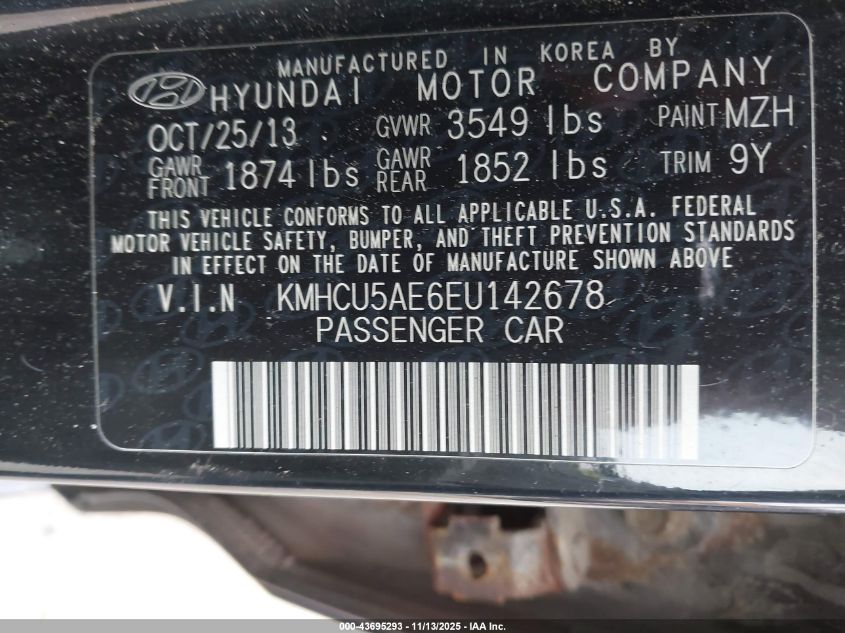 MANUFACTURED IN KOREA BY
HYUNDAI MOTOR COMPANY
OCT/25/13 GVWR 3549 lbs PAINT MZH
GAWR FRONT 1874 lbs GAWR REAR 1852 lbs TRIM 9Y
THIS VEHICLE CONFORMS TO ALL APPLICABLE U.S.A. FEDERAL
MOTOR VEHICLE SAFETY, BUMPER, AND THEFT PREVENTION STANDARDS
IN EFFECT ON THE DATE OF MANUFACTURE SHOWN ABOVE
V.I.N KMHCU5AE6EU142678
PASSENGER CAR
000-43695293 - 11/13/2025 - IAA Inc.